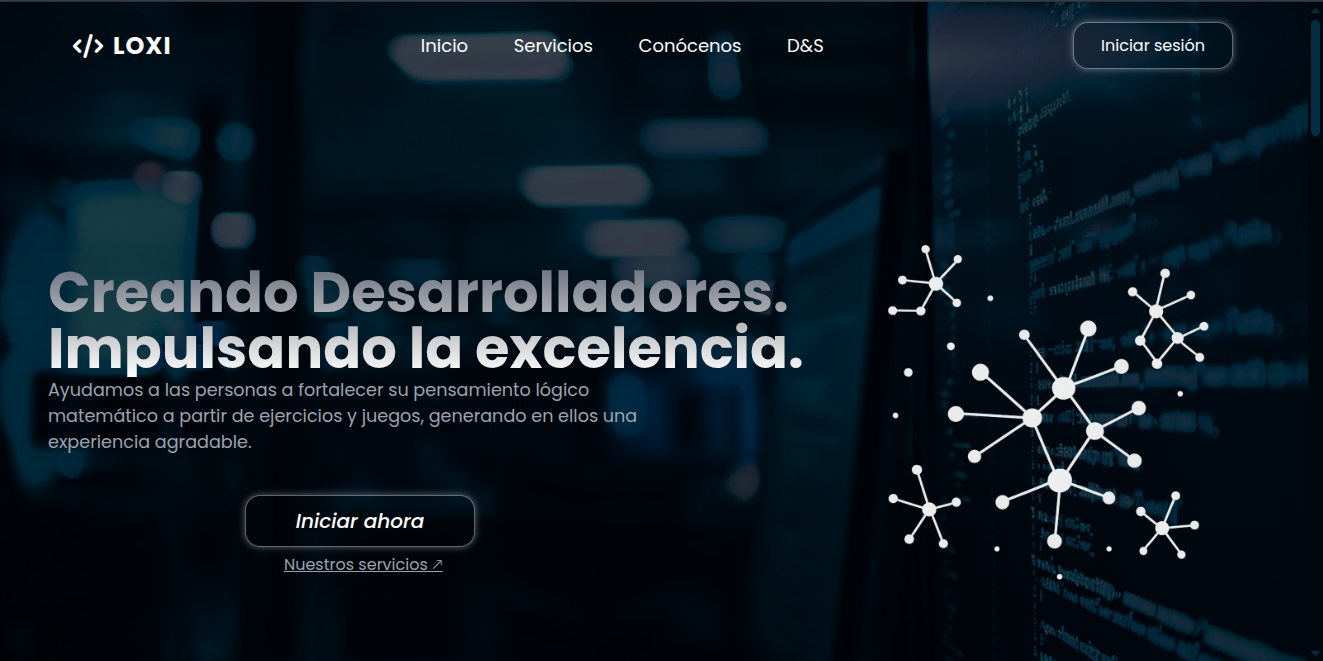 </> LOXI
Inicio Servicios Conócenos D&S
Iniciar sesión
Creando Desarrolladores.
Impulsando la excelencia.
Ayudamos a las personas a fortalecer su pensamiento lógico
matemático a partir de ejercicios y juegos, generando en ellos una
experiencia agradable.
Iniciar ahora
Nuestros servicios ↗